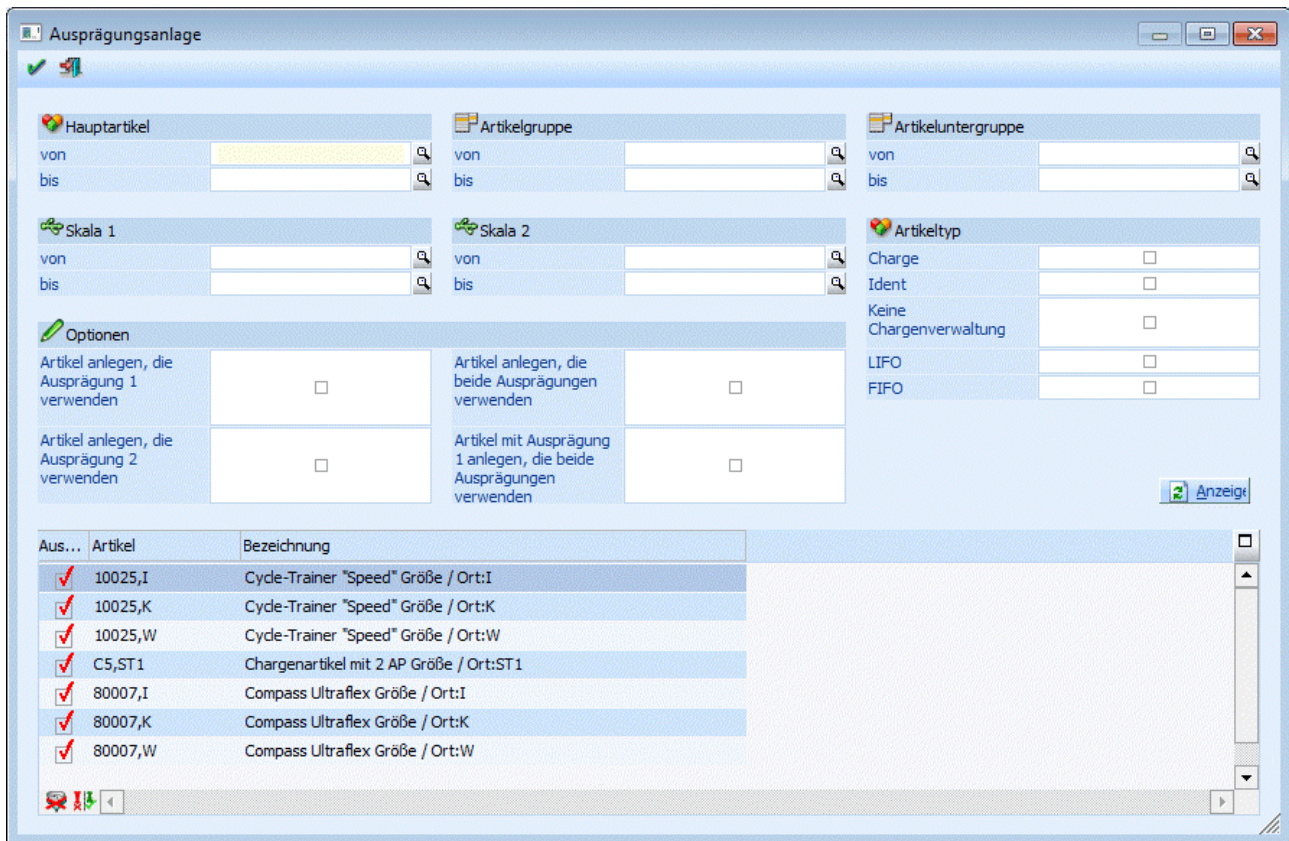 Ausprägungsanlage
Hauptartikel
von
bis
Artikelgruppe
von
bis
Artikeluntergruppe
von
bis
Skala 1
von
bis
Skala 2
von
bis
Artikeltyp
Charge
Ident
Keine
Chargenverwaltung
LIFO
FIFO
Optionen
Artikel anlegen, die
Ausprägung 1
verwenden
Artikel anlegen, die
beide Ausprägungen
verwenden
Artikel anlegen, die
Ausprägung 2
verwenden
Artikel mit Ausprägung
1 anlegen, die beide
Ausprägungen
verwenden
Anzeige
Aus... Artikel Bezeichnung
10025,I Cycle-Trainer "Speed" Größe / Ort:I
10025,K Cycle-Trainer "Speed" Größe / Ort:K
10025,W Cycle-Trainer "Speed" Größe / Ort:W
C5,ST1 Chargenartikel mit 2 AP Größe / Ort:ST1
80007,I Compass Ultraflex Größe / Ort:I
80007,K Compass Ultraflex Größe / Ort:K
80007,W Compass Ultraflex Größe / Ort:W